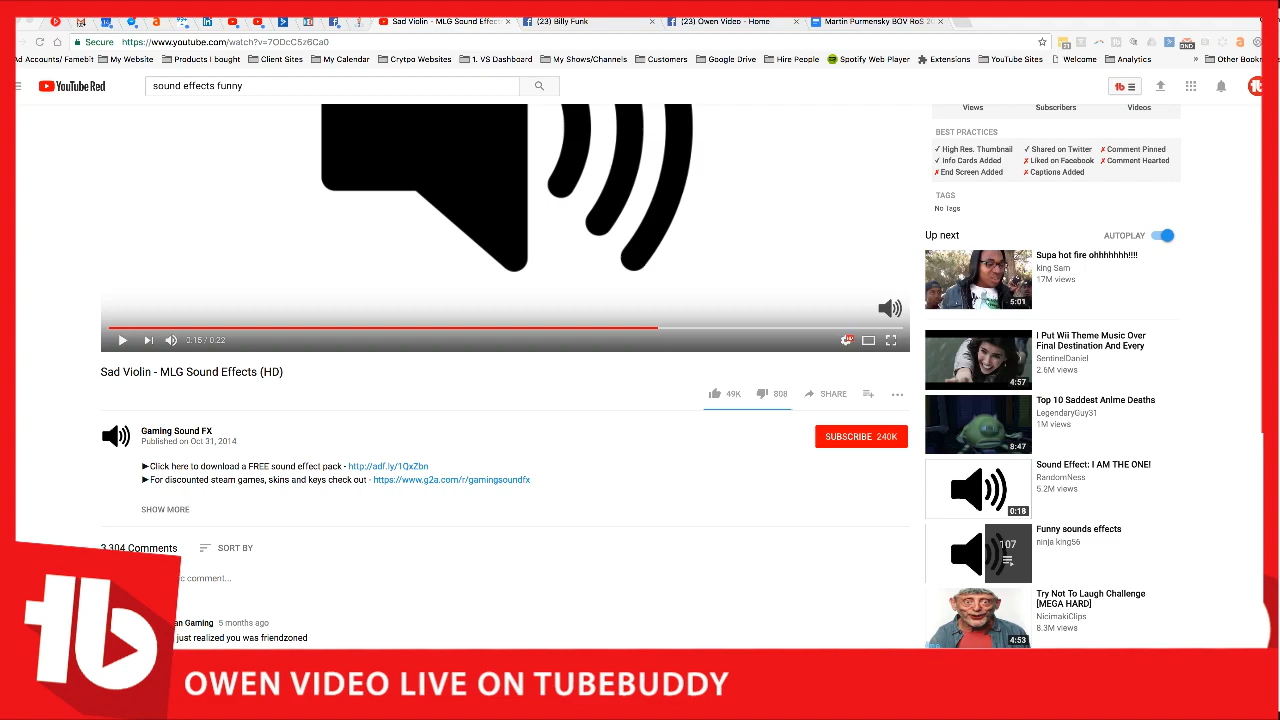 Sad Violin - MLG Sound Effect
(23) Billy Funk
(23) Owen Video - Home
Martin Purmensky BOV RoS
Secure https://www.youtube.com/watch?v=7ODcC5z6Ca0
Ad Accounts/ Famebit
My Website
Products I bought
Client Sites
My Calendar
Crytpo Websites
1. VS Dashboard
My Shows/Channels
Customers
Google Drive
Hire People
Spotify Web Player
Extensions
YouTube Sites
Welcome
Analytics
» Other Book
YouTube Red
sound effects funny
Views Subscribers Videos
BEST PRACTICES
✓ High Res. Thumbnail ✓ Shared on Twitter ✗ Comment Pinned
✓ Info Cards Added ✗ Liked on Facebook ✗ Comment Hearted
✗ End Screen Added ✗ Captions Added
TAGS
No Tags
Up next AUTOPLAY
Supa hot fire ohhhhhhh!!!!
king Sam
17M views
5:01
I Put Wii Theme Music Over
Final Destination And Every
SentinelDaniel
2.6M views
4:57
Top 10 Saddest Anime Deaths
LegendaryGuy31
1M views
8:47
Sound Effect: I AM THE ONE!
RandomNess
5.2M views
0:18
Funny sounds effects
ninja king56
107
Try Not To Laugh Challenge
[MEGA HARD]
NicimakiClips
8.3M views
4:53
0:15 / 0:22
HD
Sad Violin - MLG Sound Effects (HD)
49K 808 SHARE
Gaming Sound FX
Published on Oct 31, 2014
SUBSCRIBE 240K
►Click here to download a FREE sound effect pack - http://adf.ly/1QxZbn
►For discounted steam games, skins and keys check out - https://www.g2a.com/r/gamingsoundfx
SHOW MORE
3,304 Comments SORT BY
c comment...
an Gaming 5 months ago
just realized you was friendzoned
tb
OWEN VIDEO LIVE ON TUBEBUDDY